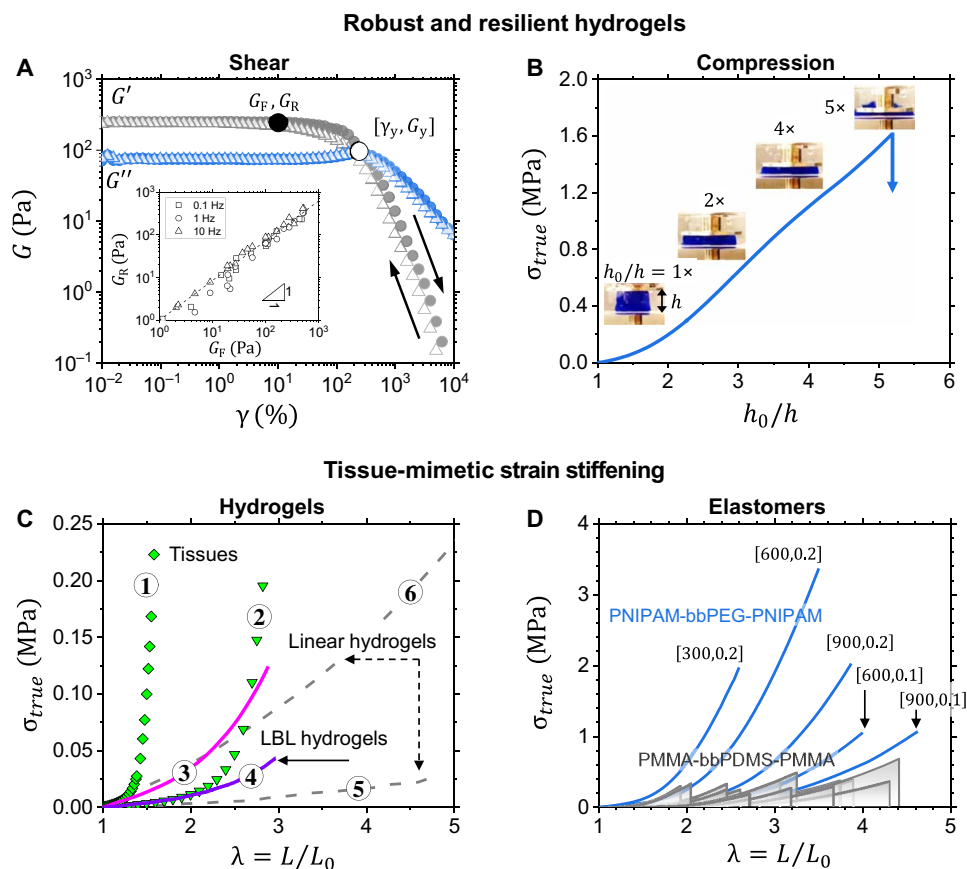 Robust and resilient hydrogels
A
Shear
10³
10²
10¹
10⁰
10⁻¹
G (Pa)
G′
G″
G_F, G_R
[γ_y, G_y]
0.1 Hz
1 Hz
10 Hz
10³
10²
10¹
10⁰
G_R (Pa)
1
10⁰ 10¹ 10² 10³
G_F (Pa)
10⁻² 10⁻¹ 10⁰ 10¹ 10² 10³ 10⁴
γ (%)
B
Compression
2.0
1.6
1.2
0.8
0.4
0.0
σ_true (MPa)
5×
4×
2×
h₀/h = 1×
h
1 2 3 4 5 6
h₀/h
Tissue-mimetic strain stiffening
C
Hydrogels
0.25
0.20
0.15
0.10
0.05
0.00
σ_true (MPa)
Tissues
1
2
6
Linear hydrogels
LBL hydrogels
3
4
5
1 2 3 4 5
λ = L/L₀
D
Elastomers
4
3
2
1
0
σ_true (MPa)
[600,0.2]
PNIPAM-bbPEG-PNIPAM
[300,0.2]
[900,0.2]
[600,0.1]
[900,0.1]
PMMA-bbPDMS-PMMA
1 2 3 4 5
λ = L/L₀